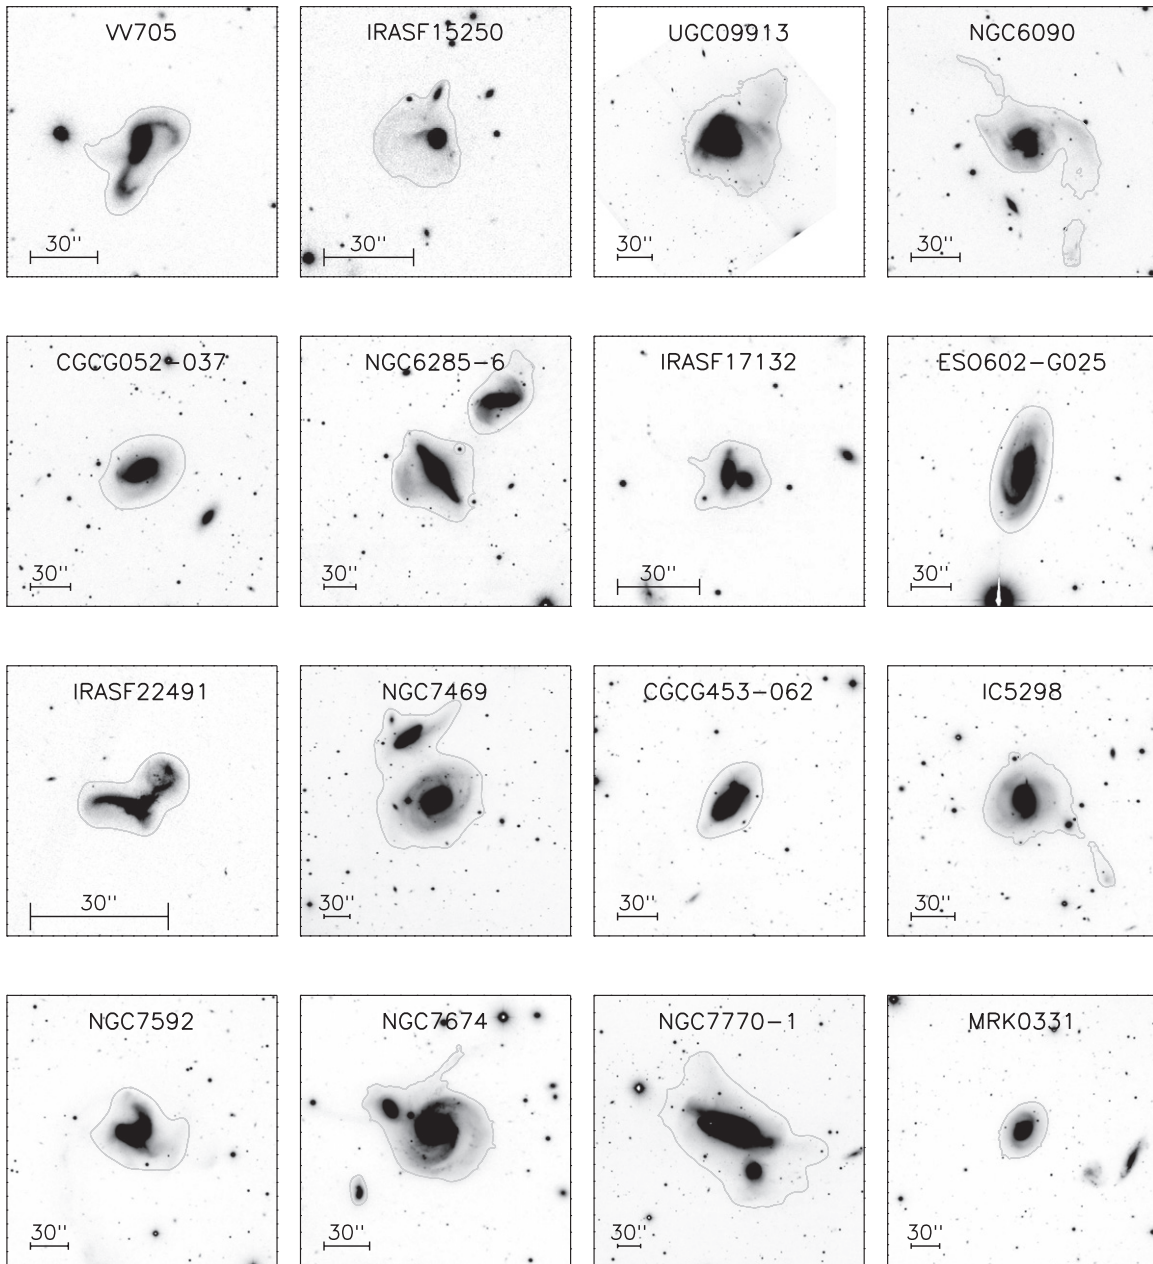 VV705
IRASF15250
UGC09913
NGC6090
30''
30''
30''
30''
CGCG052-037
NGC6285-6
IRASF17132
ESO602-G025
30''
30''
30''
30''
IRASF22491
NGC7469
CGCG453-062
IC5298
30''
30''
30''
30''
NGC7592
NGC7674
NGC7770-1
MRK0331
30''
30''
30''
30''